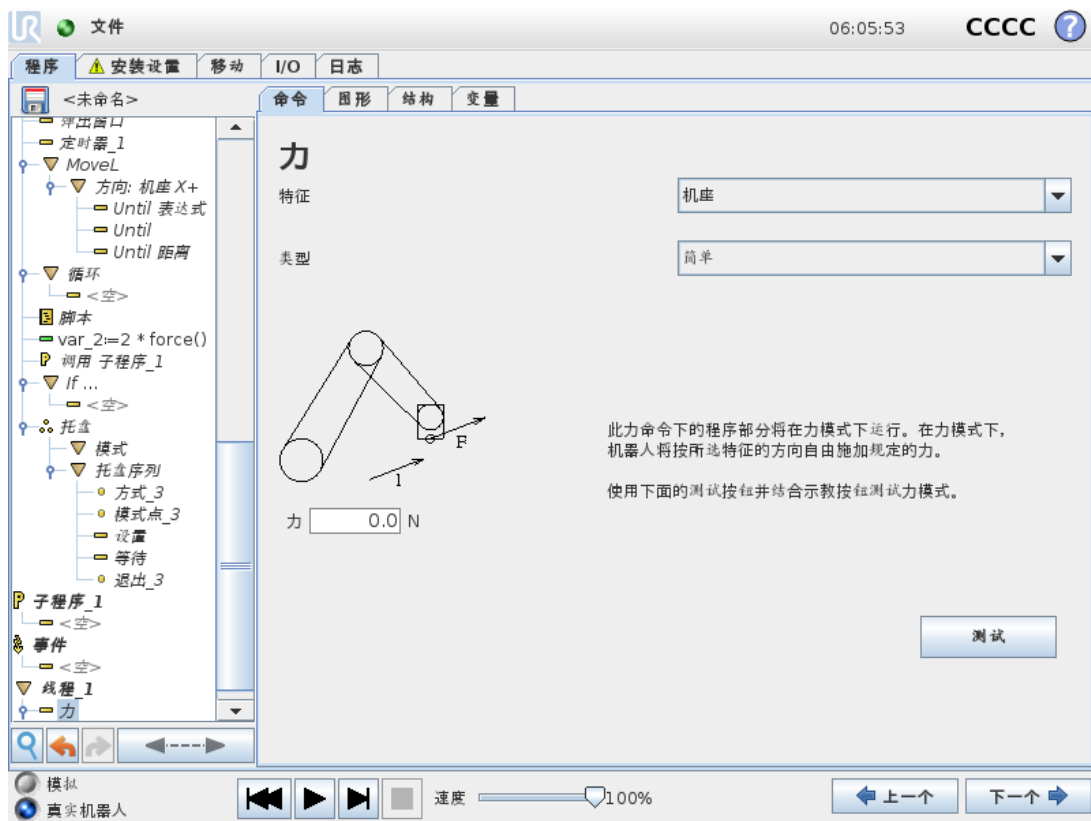 UR 文件 06:05:53 CCCC ?
程序 安装设置 移动 I/O 日志
<未命名>
命令 图形 结构 变量
弹出窗口
定时器_1
MoveL
方向: 机座 X+
Until 表达式
Until
Until 距离
循环
<空>
脚本
var_2:=2 * force()
调用 子程序_1
If ...
<空>
托盘
模式
托盘序列
方式_3
模式点_3
设置
等待
退出_3
子程序_1
<空>
事件
<空>
线程_1
力
力
特征 机座
类型 简单
F
1
力 0.0 N
此力命令下的程序部分将在力模式下运行。在力模式下，
机器人将按所选特征的方向自由施加规定的力。
使用下面的测试按钮并结合示教按钮测试力模式。
测试
模拟
真实机器人
速度 100%
上一个 下一个